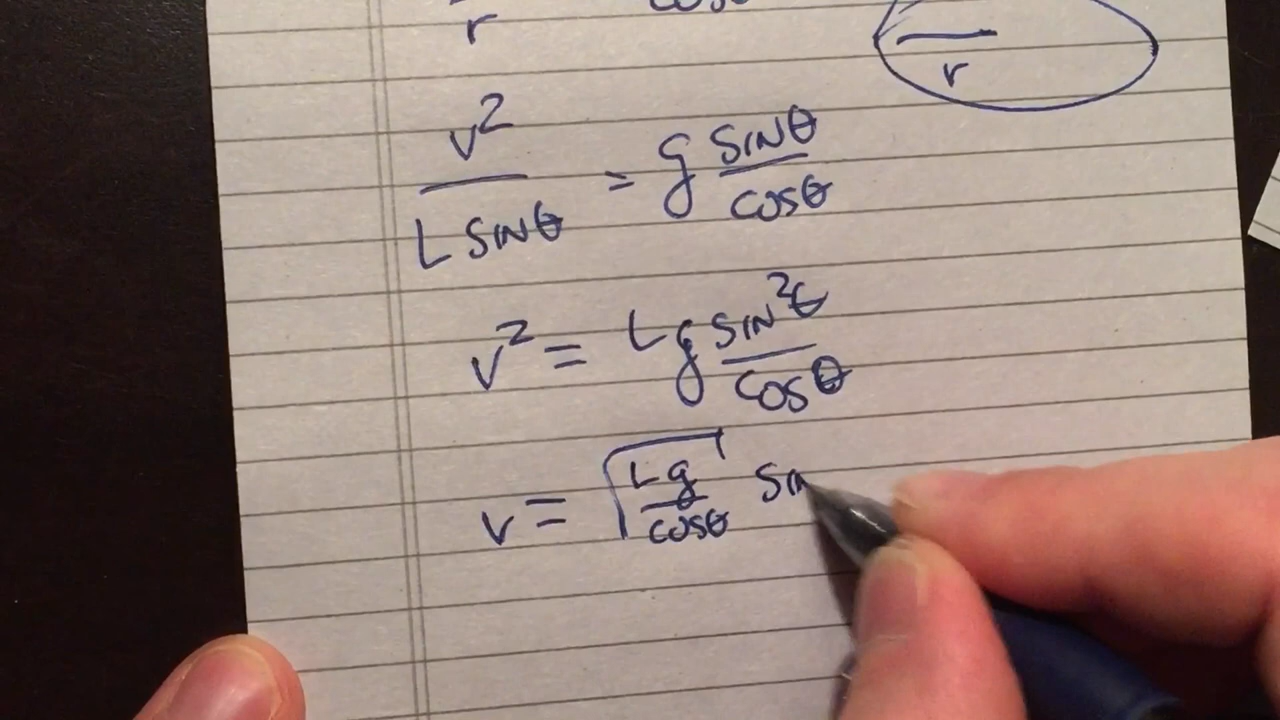 r
r
v²/(L sinθ) = g sinθ/cosθ
v² = Lg sin²θ/cosθ
v = √(Lg/cosθ) sin